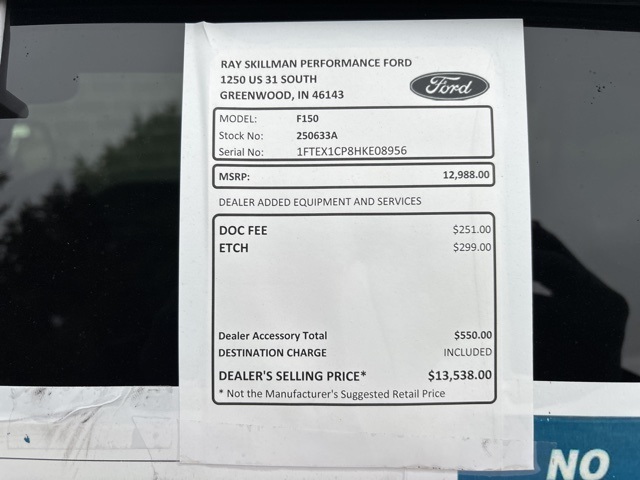 RAY SKILLMAN PERFORMANCE FORD
1250 US 31 SOUTH
GREENWOOD, IN 46143
Ford
MODEL: F150
Stock No: 250633A
Serial No: 1FTEX1CP8HKE08956
MSRP: 12,988.00
DEALER ADDED EQUIPMENT AND SERVICES
DOC FEE $251.00
ETCH $299.00
Dealer Accessory Total $550.00
DESTINATION CHARGE INCLUDED
DEALER'S SELLING PRICE* $13,538.00
* Not the Manufacturer's Suggested Retail Price
NO